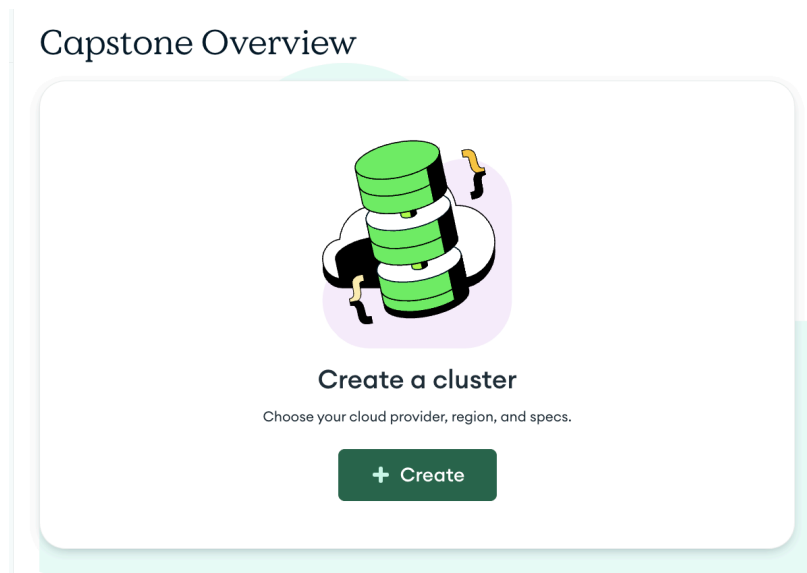 Capstone Overview
Create a cluster
Choose your cloud provider, region, and specs.
+ Create